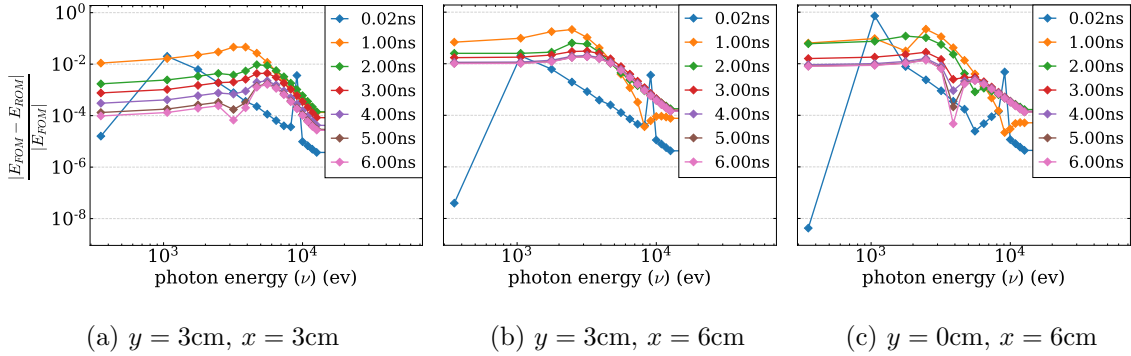 |E_FOM − E_ROM|
|E_FOM|
10^0
10^−2
10^−4
10^−6
10^−8
10^3
10^4
photon energy (ν) (ev)
0.02ns
1.00ns
2.00ns
3.00ns
4.00ns
5.00ns
6.00ns
(a) y = 3cm, x = 3cm
10^3
10^4
photon energy (ν) (ev)
0.02ns
1.00ns
2.00ns
3.00ns
4.00ns
5.00ns
6.00ns
(b) y = 3cm, x = 6cm
10^3
10^4
photon energy (ν) (ev)
0.02ns
1.00ns
2.00ns
3.00ns
4.00ns
5.00ns
6.00ns
(c) y = 0cm, x = 6cm